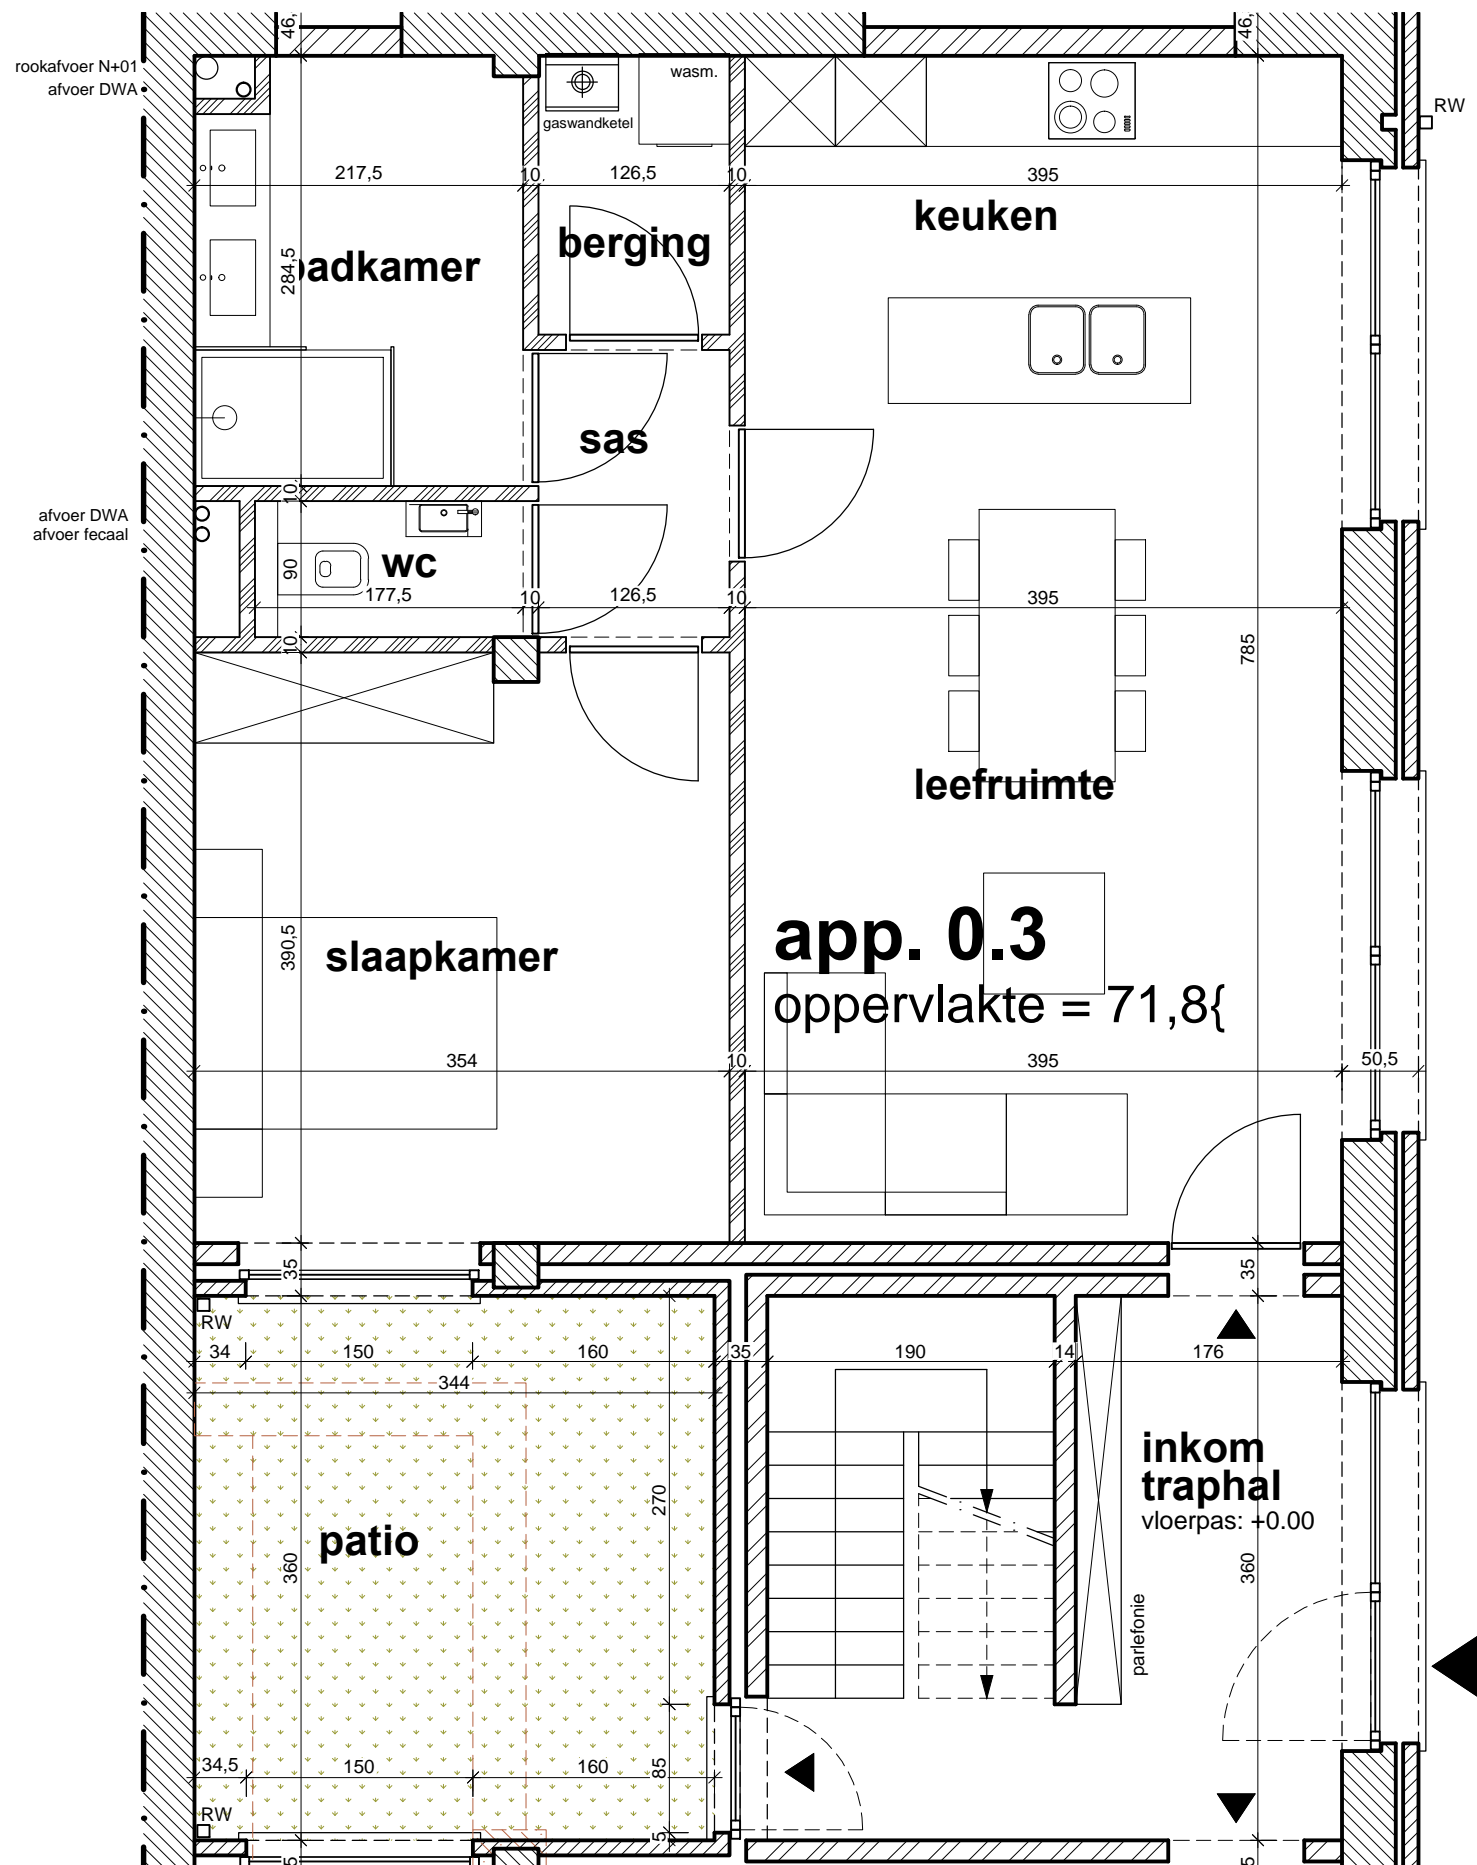 46,
46,
rookafvoer N+01
afvoer DWA
wasm.
gaswandketel
RW
217,5
10
126,5
10
395
keuken
berging
badkamer
284,5
sas
10
afvoer DWA
afvoer fecaal
wc
90
177,5
10
126,5
10
395
10
785
leefruimte
app. 0.3
oppervlakte = 71,8{
slaapkamer
390,5
354
10
395
50,5
35
35
RW
34
150
160
35
190
14
176
344
inkom
traphal
vloerpas: +0.00
270
patio
360
360
parlefonie
34,5
150
160
85
RW
5
5
5